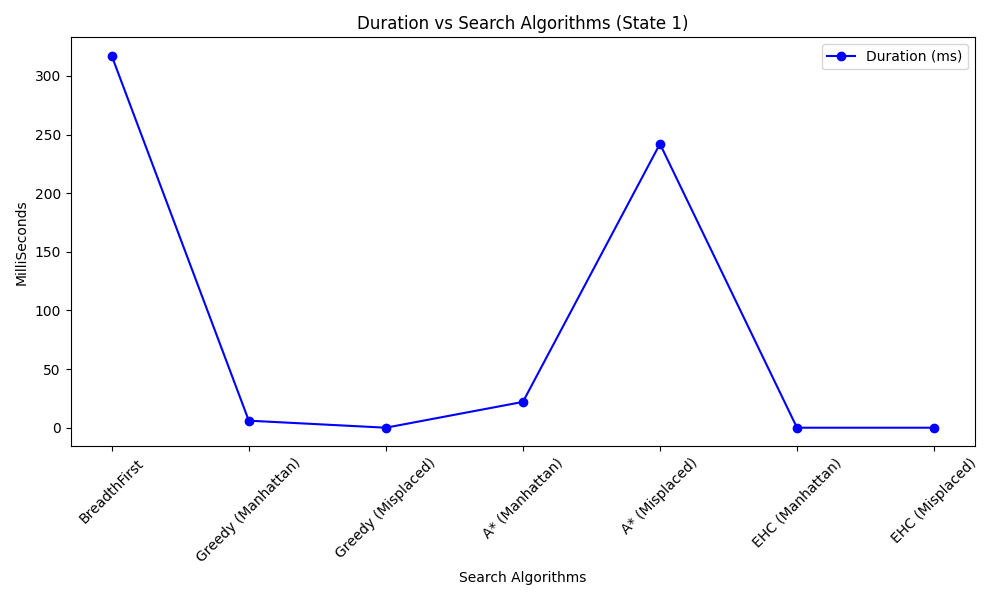 Duration vs Search Algorithms (State 1)
Duration (ms)
MilliSeconds
300
250
200
150
100
50
0
BreadthFirst
Greedy (Manhattan)
Greedy (Misplaced)
A* (Manhattan)
A* (Misplaced)
EHC (Manhattan)
EHC (Misplaced)
Search Algorithms